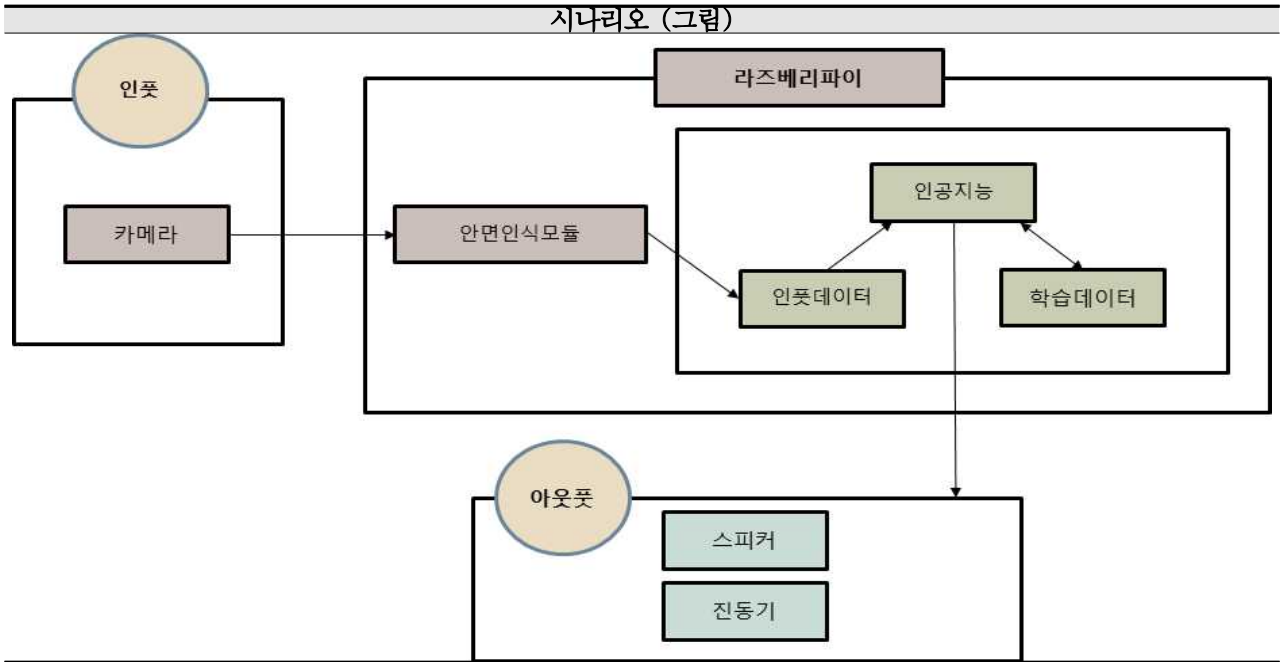 시나리오 (그림)
인풋
라즈베리파이
인공지능
카메라
안면인식모듈
인풋데이터
학습데이터
아웃풋
스피커
진동기